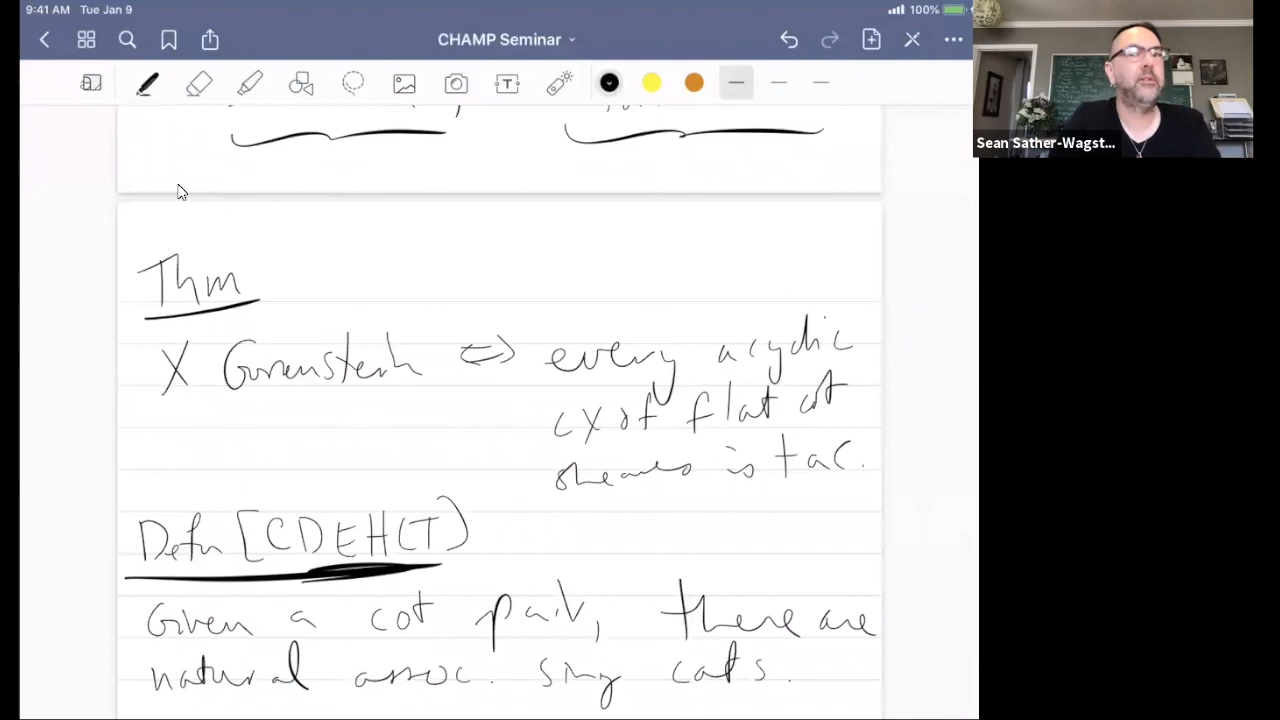 9:41 AM Tue Jan 9
100%
CHAMP Seminar
Sean Sather-Wagst...
Thm
X Gorenstein ⇔ every acyclic
cx of flat cot
sheaves is tac.
Defn [CDEHLT]
Given a cot pair, there are
natural assoc. sing cats.